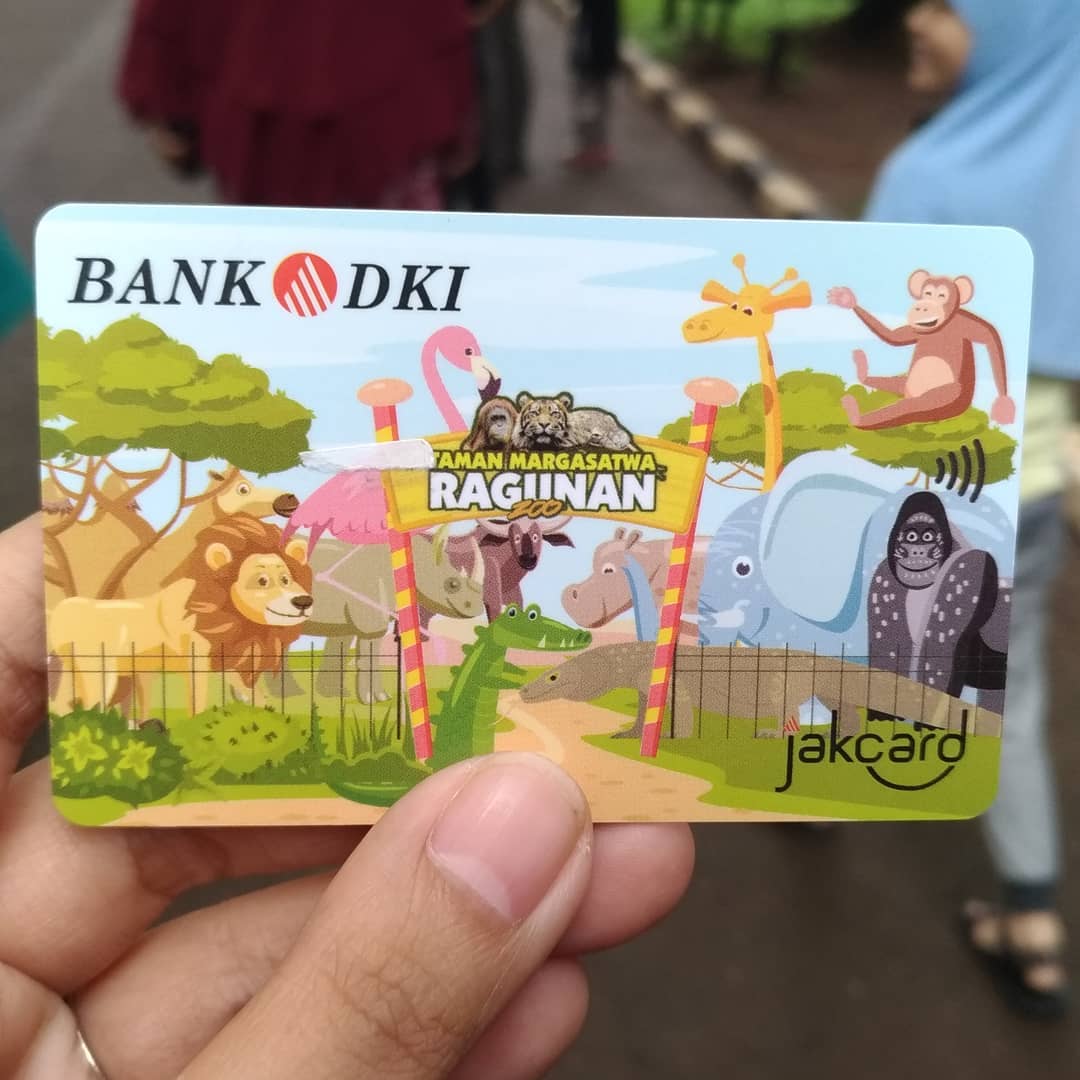 BANK DKI
TAMAN MARGASATWA
RAGUNAN
ZOO
jakcard